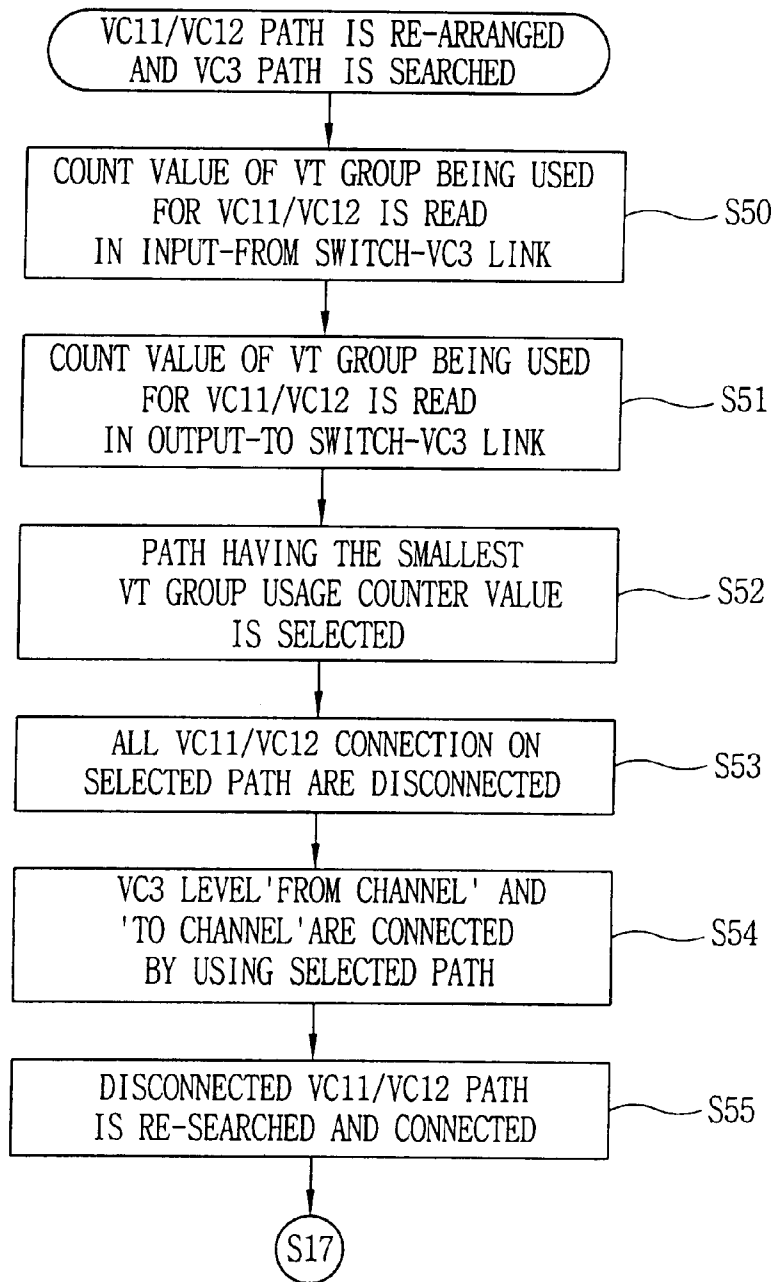 VC11/VC12 PATH IS RE-ARRANGED
AND VC3 PATH IS SEARCHED
COUNT VALUE OF VT GROUP BEING USED
FOR VC11/VC12 IS READ
IN INPUT-FROM SWITCH-VC3 LINK
S50
COUNT VALUE OF VT GROUP BEING USED
FOR VC11/VC12 IS READ
IN OUTPUT-TO SWITCH-VC3 LINK
S51
PATH HAVING THE SMALLEST
VT GROUP USAGE COUNTER VALUE
IS SELECTED
S52
ALL VC11/VC12 CONNECTION ON
SELECTED PATH ARE DISCONNECTED
S53
VC3 LEVEL'FROM CHANNEL' AND
'TO CHANNEL'ARE CONNECTED
BY USING SELECTED PATH
S54
DISCONNECTED VC11/VC12 PATH
IS RE-SEARCHED AND CONNECTED
S55
S17